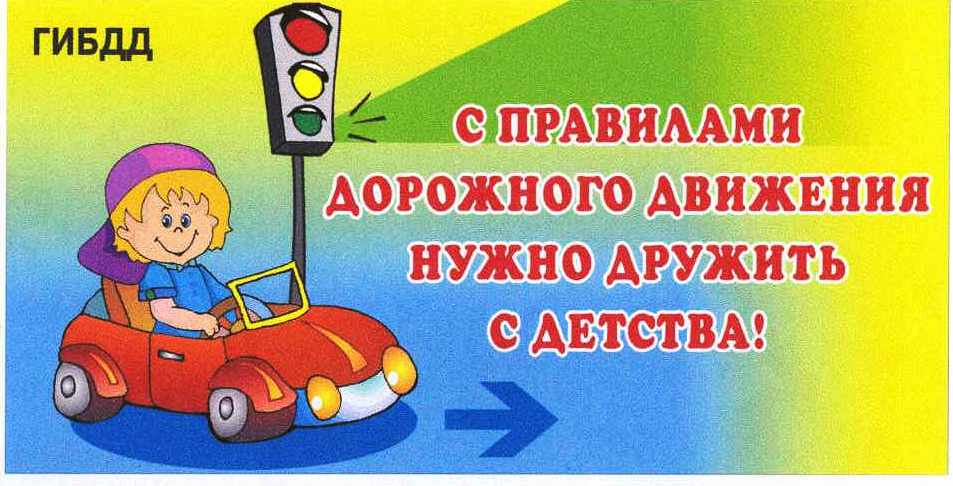 ГИБДД
С ПРАВИЛАМИ
ДОРОЖНОГО ДВИЖЕНИЯ
НУЖНО ДРУЖИТЬ
С ДЕТСТВА!